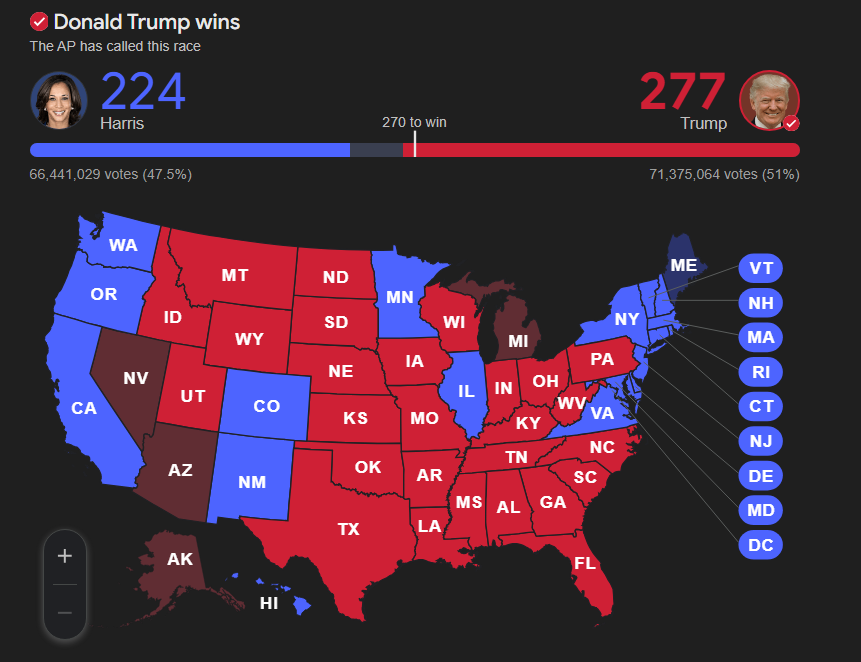 Donald Trump wins
The AP has called this race
224
277
Harris
270 to win
Trump
66,441,029 votes (47.5%)
71,375,064 votes (51%)
WA
ME
VT
MT
ND
OR
MN
NH
ID
SD
WI
NY
MA
WY
MI
NE
IA
PA
RI
NV
UT
CO
IL
IN
OH
CA
KS
MO
WV
VA
CT
KY
NJ
AZ
NM
OK
AR
TN
NC
SC
DE
MS
AL
GA
MD
TX
LA
DC
+
AK
FL
HI
−